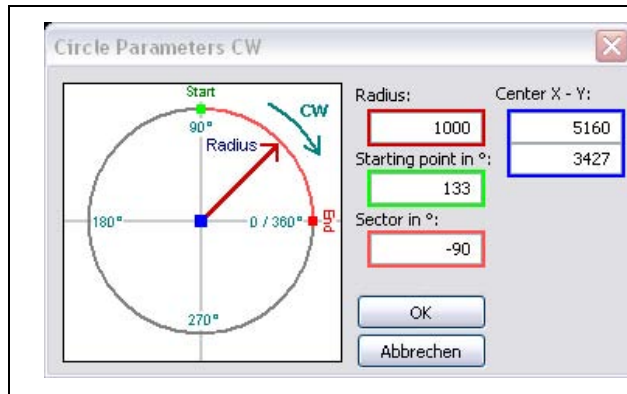 Circle Parameters CW
Start
CW
90°
Radius
180°
0 / 360°
End
270°
Radius:
1000
Starting point in °:
133
Sector in °:
-90
Center X - Y:
5160
3427
OK
Abbrechen